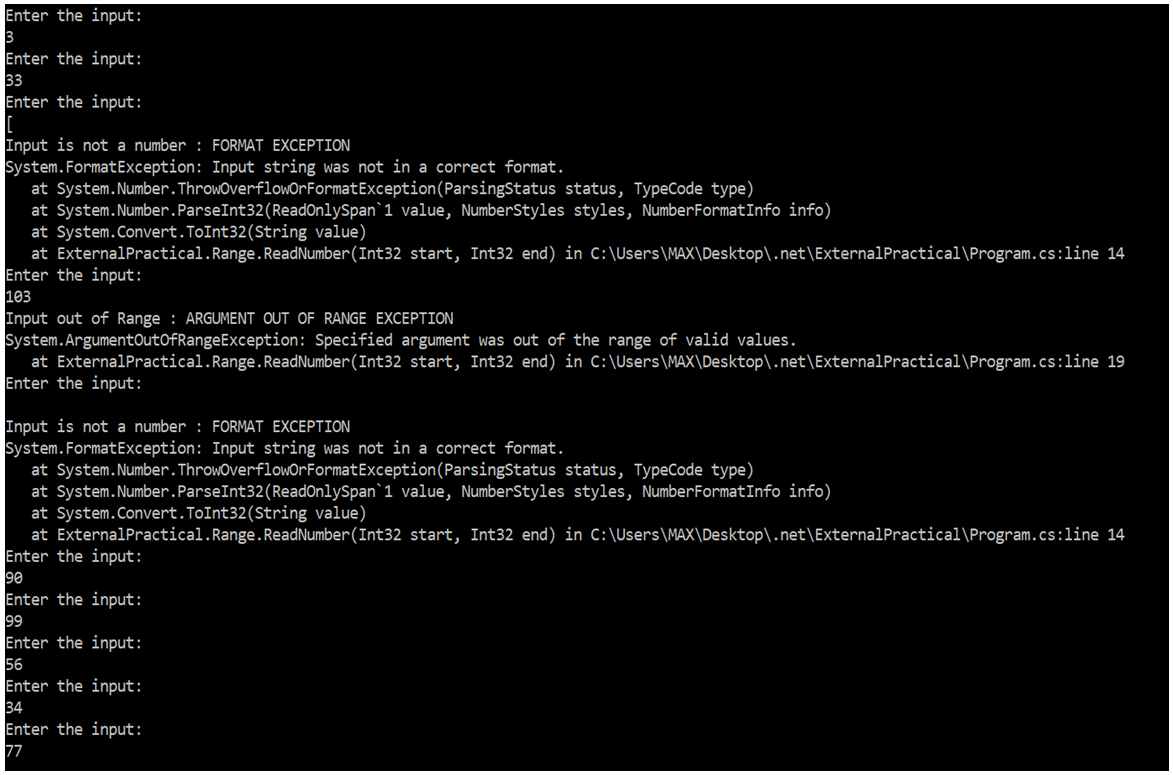 Enter the input:
3
Enter the input:
33
Enter the input:
[
Input is not a number : FORMAT EXCEPTION
System.FormatException: Input string was not in a correct format.
   at System.Number.ThrowOverflowOrFormatException(ParsingStatus status, TypeCode type)
   at System.Number.ParseInt32(ReadOnlySpan`1 value, NumberStyles styles, NumberFormatInfo info)
   at System.Convert.ToInt32(String value)
   at ExternalPractical.Range.ReadNumber(Int32 start, Int32 end) in C:\Users\MAX\Desktop\.net\ExternalPractical\Program.cs:line 14
Enter the input:
103
Input out of Range : ARGUMENT OUT OF RANGE EXCEPTION
System.ArgumentOutOfRangeException: Specified argument was out of the range of valid values.
   at ExternalPractical.Range.ReadNumber(Int32 start, Int32 end) in C:\Users\MAX\Desktop\.net\ExternalPractical\Program.cs:line 19
Enter the input:

Input is not a number : FORMAT EXCEPTION
System.FormatException: Input string was not in a correct format.
   at System.Number.ThrowOverflowOrFormatException(ParsingStatus status, TypeCode type)
   at System.Number.ParseInt32(ReadOnlySpan`1 value, NumberStyles styles, NumberFormatInfo info)
   at System.Convert.ToInt32(String value)
   at ExternalPractical.Range.ReadNumber(Int32 start, Int32 end) in C:\Users\MAX\Desktop\.net\ExternalPractical\Program.cs:line 14
Enter the input:
90
Enter the input:
99
Enter the input:
56
Enter the input:
34
Enter the input:
77